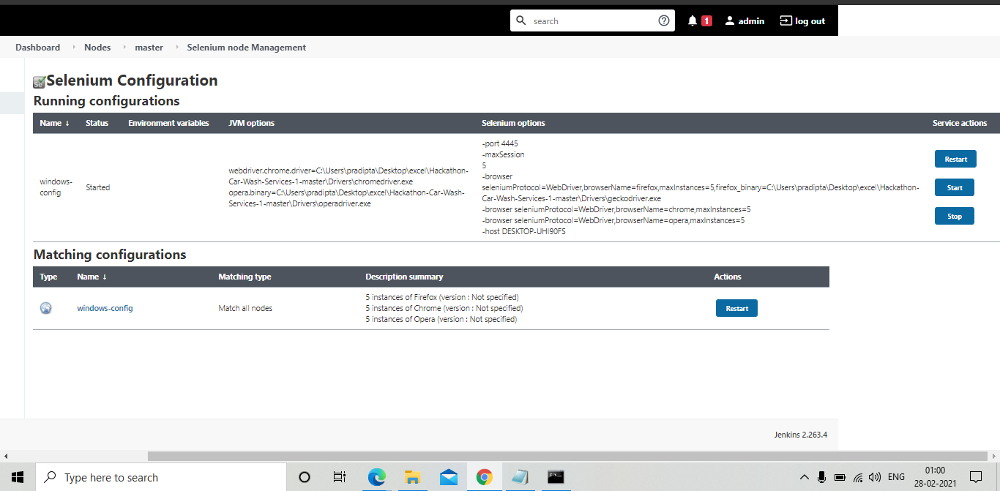 search
1
admin
log out
Dashboard
Nodes
master
Selenium node Management
Selenium Configuration
Running configurations
Name ↓
Status
Environment variables
JVM options
Selenium options
Service actions
windows-
config
Started
webdriver.chrome.driver=C:\Users\pradipta\Desktop\excel\Hackathon-
Car-Wash-Services-1-master\Drivers\chromedriver.exe
opera.binary=C:\Users\pradipta\Desktop\excel\Hackathon-Car-Wash-
Services-1-master\Drivers\operadriver.exe
-port 4445
-maxSession
5
-browser
seleniumProtocol=WebDriver,browserName=firefox,maxInstances=5,firefox_binary=C:\Users\pradipta\Desktop\excel\Hackathon-
Car-Wash-Services-1-master\Drivers\geckodriver.exe
-browser seleniumProtocol=WebDriver,browserName=chrome,maxInstances=5
-browser seleniumProtocol=WebDriver,browserName=opera,maxInstances=5
-host DESKTOP-UHI90FS
Restart
Start
Stop
Matching configurations
Type
Name ↓
Matching type
Description summary
Actions
windows-config
Match all nodes
5 instances of Firefox (version : Not specified)
5 instances of Chrome (version : Not specified)
5 instances of Opera (version : Not specified)
Restart
Jenkins 2.263.4
Type here to search
ENG
01:00
28-02-2021